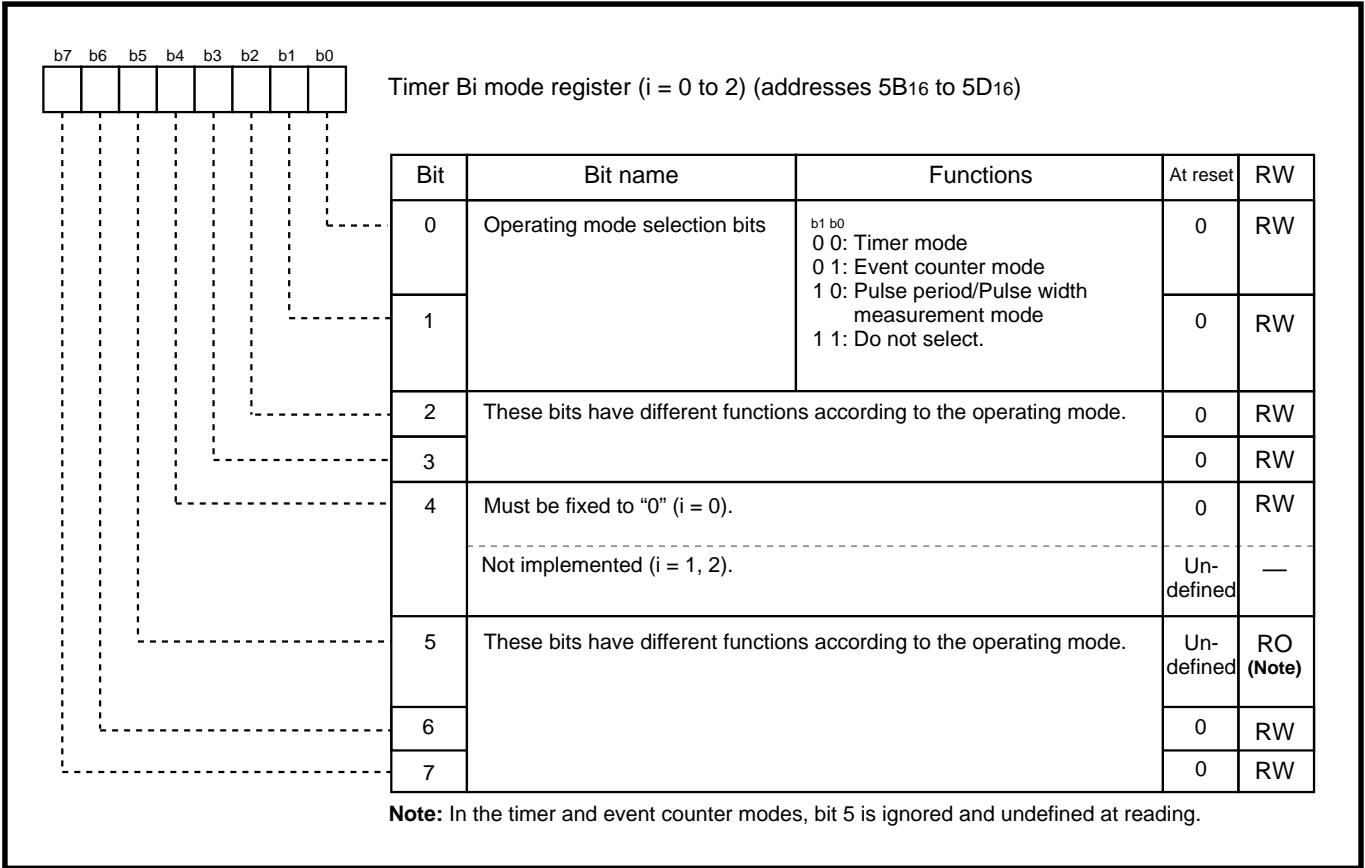 b7 b6 b5 b4 b3 b2 b1 b0
Timer Bi mode register (i = 0 to 2) (addresses 5B16 to 5D16)
Bit Bit name Functions At reset RW
0 Operating mode selection bits b1 b0 0 RW
0 0: Timer mode
0 1: Event counter mode
1 0: Pulse period/Pulse width
measurement mode
1 1: Do not select.
1 0 RW
2 These bits have different functions according to the operating mode. 0 RW
3 0 RW
4 Must be fixed to “0” (i = 0). 0 RW
Not implemented (i = 1, 2). Un-
defined —
5 These bits have different functions according to the operating mode. Un-
defined RO
(Note)
6 0 RW
7 0 RW
Note: In the timer and event counter modes, bit 5 is ignored and undefined at reading.